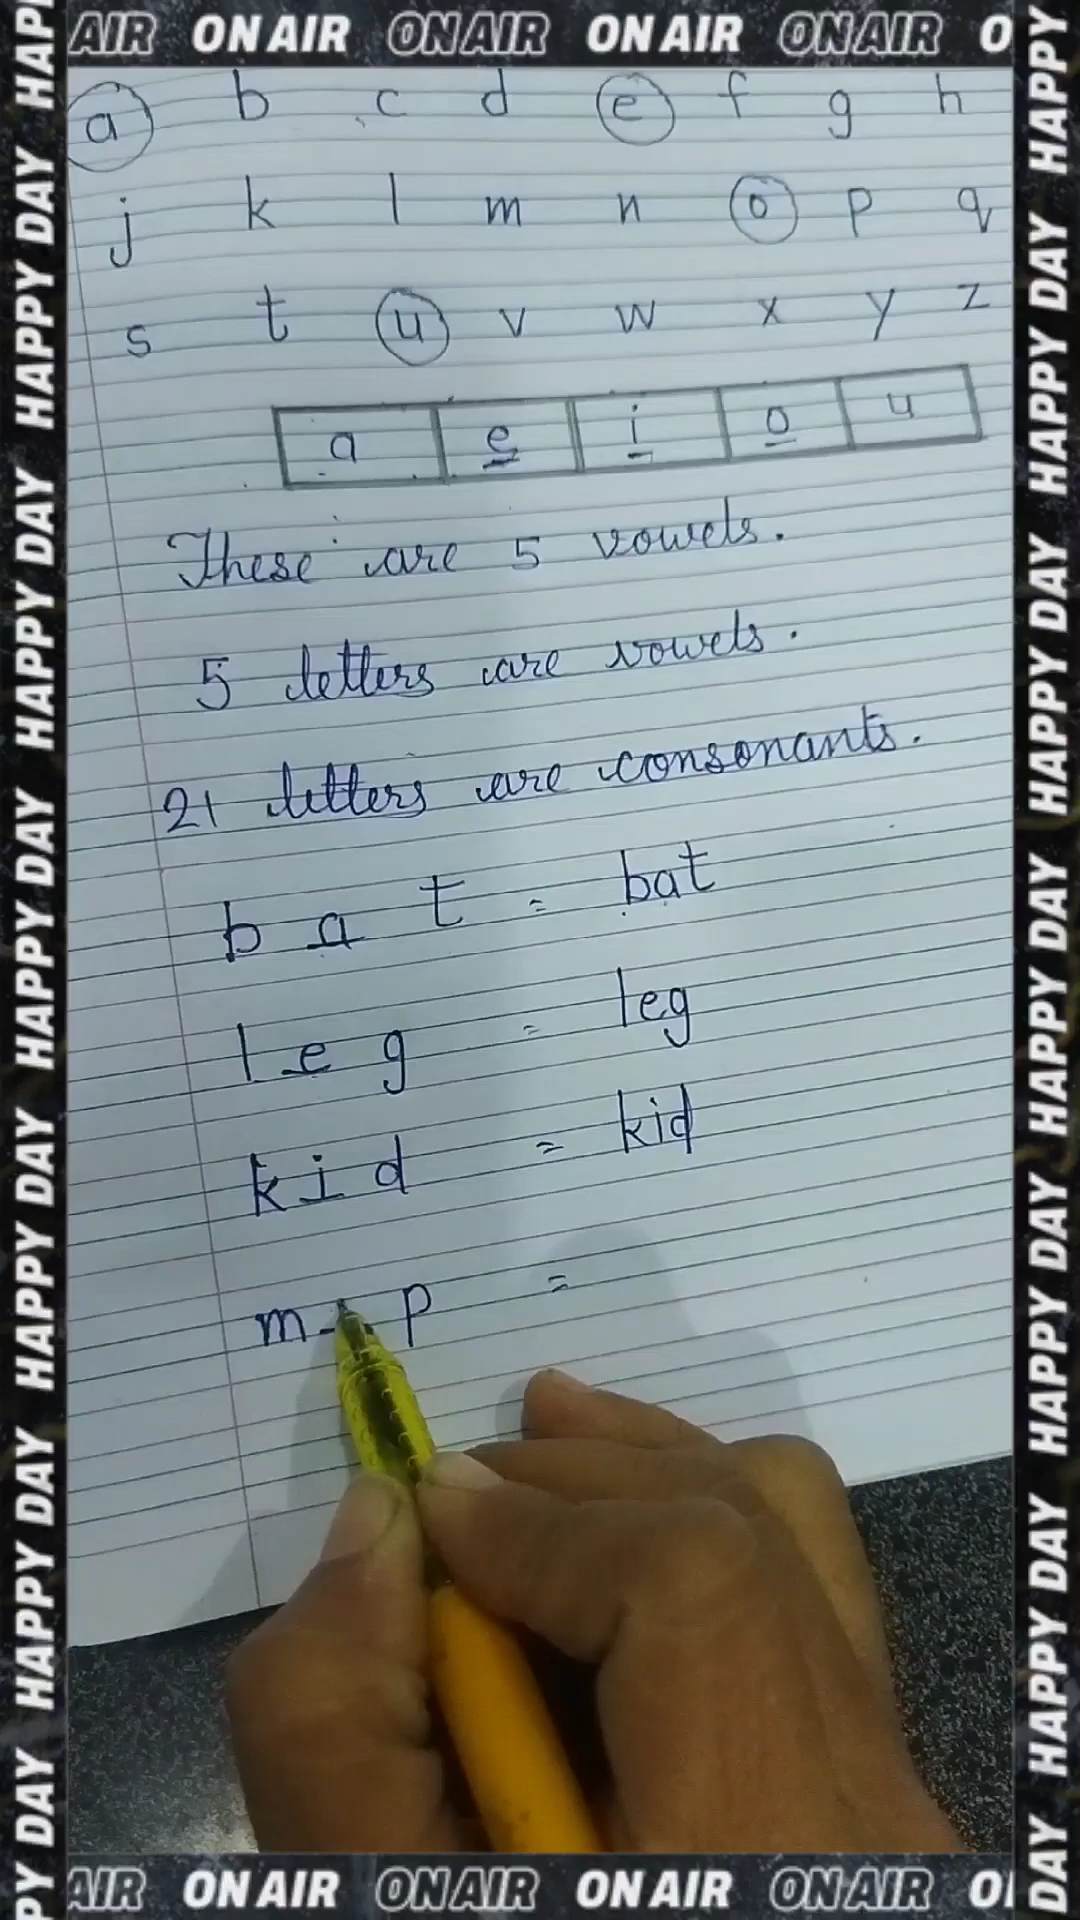 AIR ON AIR ON AIR ON AIR ON AIR O
a b c d e f g h
j k l m n o p q
s t u v w x y z
a e i o u
These are 5 vowels.
5 letters are vowels.
21 letters are consonants.
b a t = bat
l e g = leg
k i d = kid
m _ p =
AIR ON AIR ON AIR ON AIR ON AIR
HAPPY DAY HAPPY DAY HAPPY DAY HAPPY DAY HAPPY DAY
HAPPY DAY HAPPY DAY HAPPY DAY HAPPY DAY HAPPY DAY